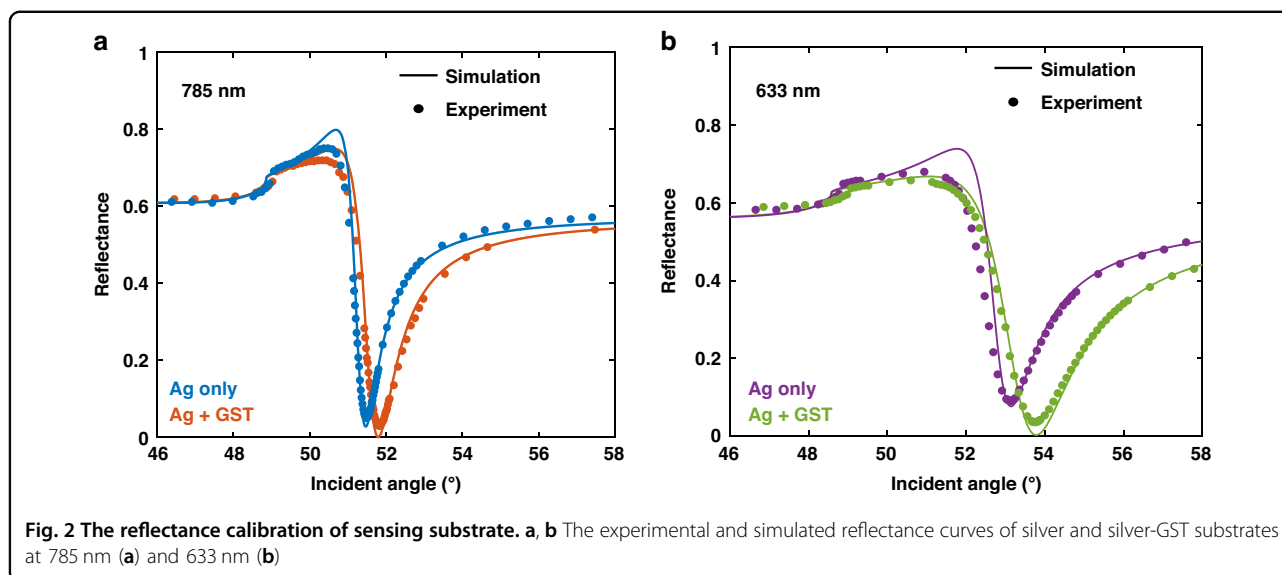 a
1
0.8
0.6
0.4
0.2
0
Reflectance
785 nm
Simulation
Experiment
Ag only
Ag + GST
46 48 50 52 54 56 58
Incident angle (°)
b
1
0.8
0.6
0.4
0.2
0
Reflectance
633 nm
Simulation
Experiment
Ag only
Ag + GST
46 48 50 52 54 56 58
Incident angle (°)
Fig. 2 The reflectance calibration of sensing substrate. a, b The experimental and simulated reflectance curves of silver and silver-GST substrates
at 785 nm (a) and 633 nm (b)